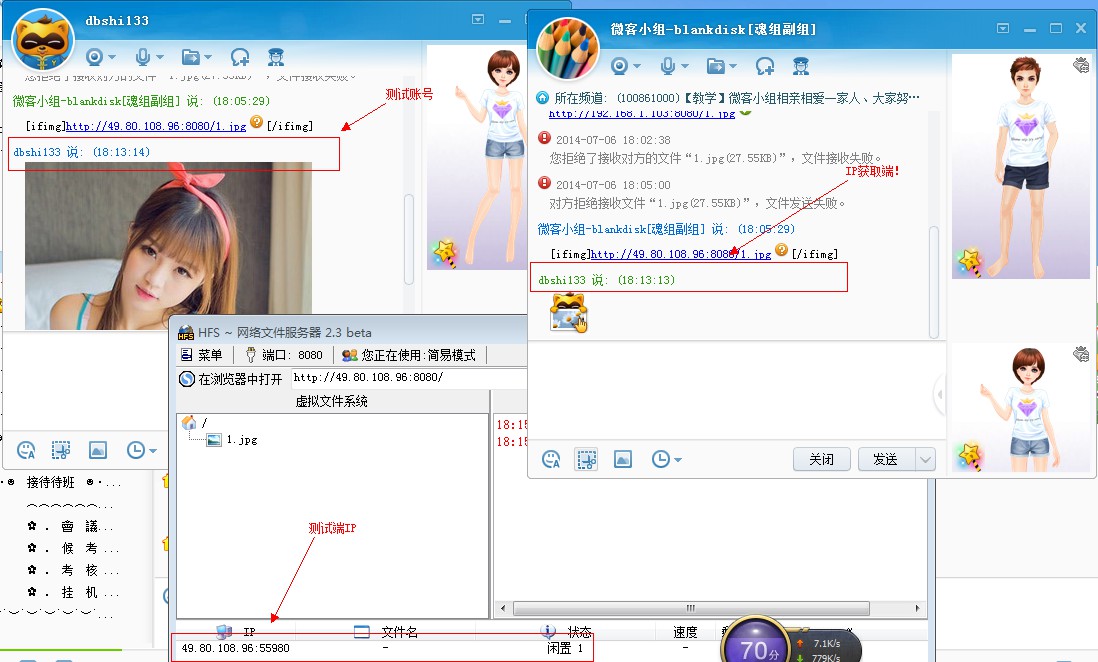 dbshi133
您拒绝了接收对方的文件“1.jpg(27.55KB)”，文件接收失败。
微客小组-blankdisk[魂组副组] 说: (18:05:29)
[ifimg]http://49.80.108.96:8080/1.jpg [/ifimg]
dbshi133 说: (18:13:14)
测试账号
微客小组-blankdisk[魂组副组]
所在频道: (100861000)【教学】微客小组相亲相爱一家人、大家努···
http://192.168.1.103:8080/1.jpg
2014-07-06 18:02:38
您拒绝了接收对方的文件“1.jpg(27.55KB)”，文件接收失败。
2014-07-06 18:05:00
对方拒绝接收文件“1.jpg(27.55KB)”，文件发送失败。
IP获取端!
微客小组-blankdisk[魂组副组] 说: (18:05:29)
[ifimg]http://49.80.108.96:8080/1.jpg [/ifimg]
dbshi133 说: (18:13:13)
关闭
发送
HFS ~ 网络文件服务器 2.3 beta
菜单
端口: 8080
您正在使用:简易模式
在浏览器中打开
http://49.80.108.96:8080/
虚拟文件系统
/
1.jpg
18:15
18:15
测试端IP
IP
文件名
状态
速度
49.80.108.96:55980
-
闲置 1
-
70分
7.1K/s
779K/s
接待待班 ...
. 會 議...
. 候 考 ...
. 考 核 ...
. 挂 机 ...